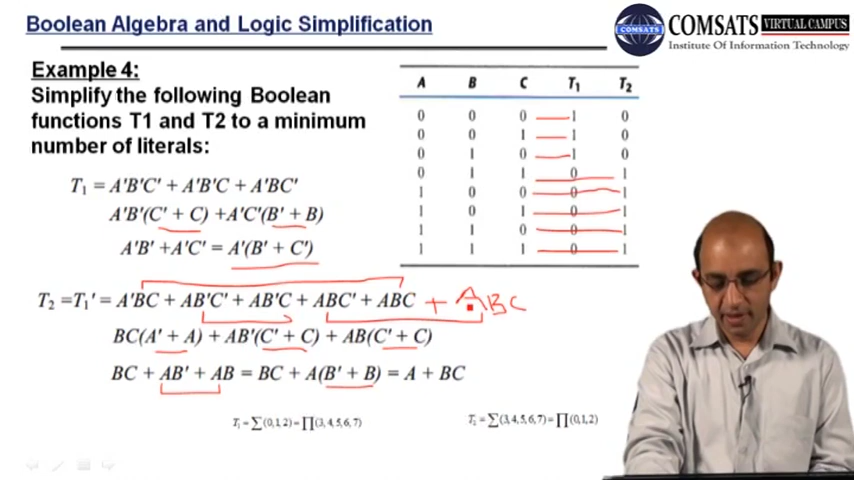 Boolean Algebra and Logic Simplification
COMSATS VIRTUAL CAMPUS
Institute Of Information Technology
COMSATS
Example 4:
Simplify the following Boolean
functions T1 and T2 to a minimum
number of literals:
T₁ = A'B'C' + A'B'C + A'BC'
A'B'(C' + C) +A'C'(B' + B)
A'B' +A'C' = A'(B' + C')
A B C T₁ T₂
0 0 0 1 0
0 0 1 1 0
0 1 0 1 0
0 1 1 0 1
1 0 0 0 1
1 0 1 0 1
1 1 0 0 1
1 1 1 0 1
T₂ =T₁' = A'BC + AB'C' + AB'C + ABC' + ABC + ABC
BC(A' + A) + AB'(C' + C) + AB(C' + C)
BC + AB' + AB = BC + A(B' + B) = A + BC
T₁ = ∑(0,1,2) = ∏(3,4,5,6,7)
T₂ = ∑(3,4,5,6,7) = ∏(0,1,2)